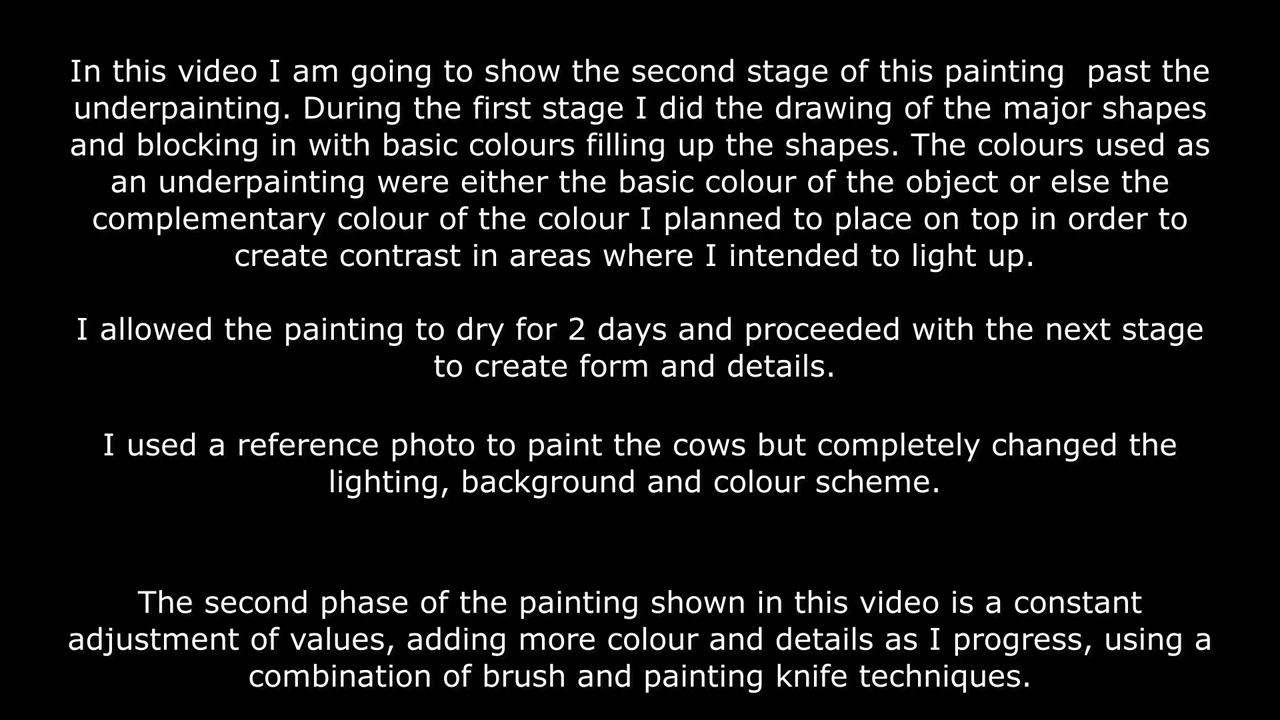 In this video I am going to show the second stage of this painting  past the
underpainting. During the first stage I did the drawing of the major shapes
and blocking in with basic colours filling up the shapes. The colours used as
an underpainting were either the basic colour of the object or else the
complementary colour of the colour I planned to place on top in order to
create contrast in areas where I intended to light up.
I allowed the painting to dry for 2 days and proceeded with the next stage
to create form and details.
I used a reference photo to paint the cows but completely changed the
lighting, background and colour scheme.
The second phase of the painting shown in this video is a constant
adjustment of values, adding more colour and details as I progress, using a
combination of brush and painting knife techniques.